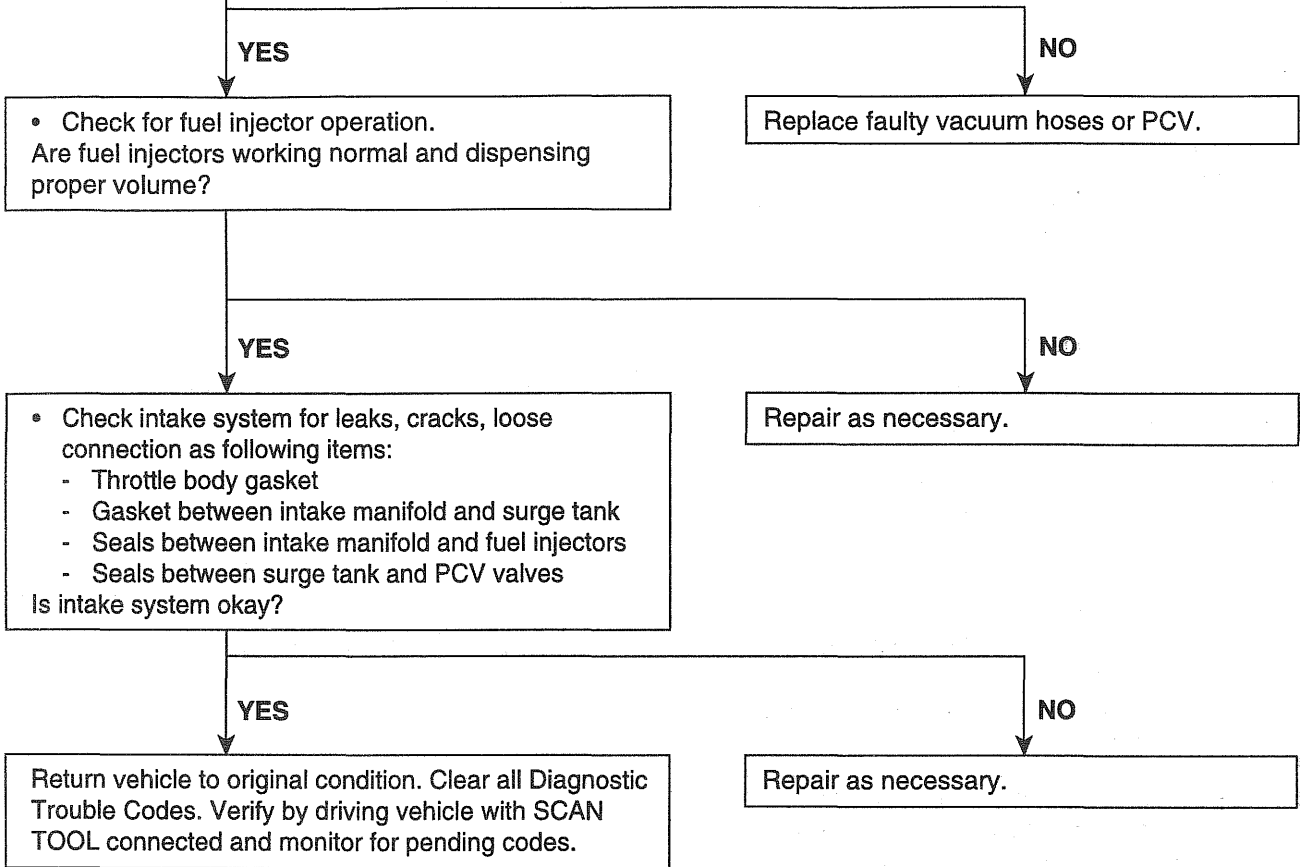 YES
NO
• Check for fuel injector operation.
Are fuel injectors working normal and dispensing
proper volume?
Replace faulty vacuum hoses or PCV.
YES
NO
• Check intake system for leaks, cracks, loose
connection as following items:
- Throttle body gasket
- Gasket between intake manifold and surge tank
- Seals between intake manifold and fuel injectors
- Seals between surge tank and PCV valves
Is intake system okay?
Repair as necessary.
YES
NO
Return vehicle to original condition. Clear all Diagnostic
Trouble Codes. Verify by driving vehicle with SCAN
TOOL connected and monitor for pending codes.
Repair as necessary.